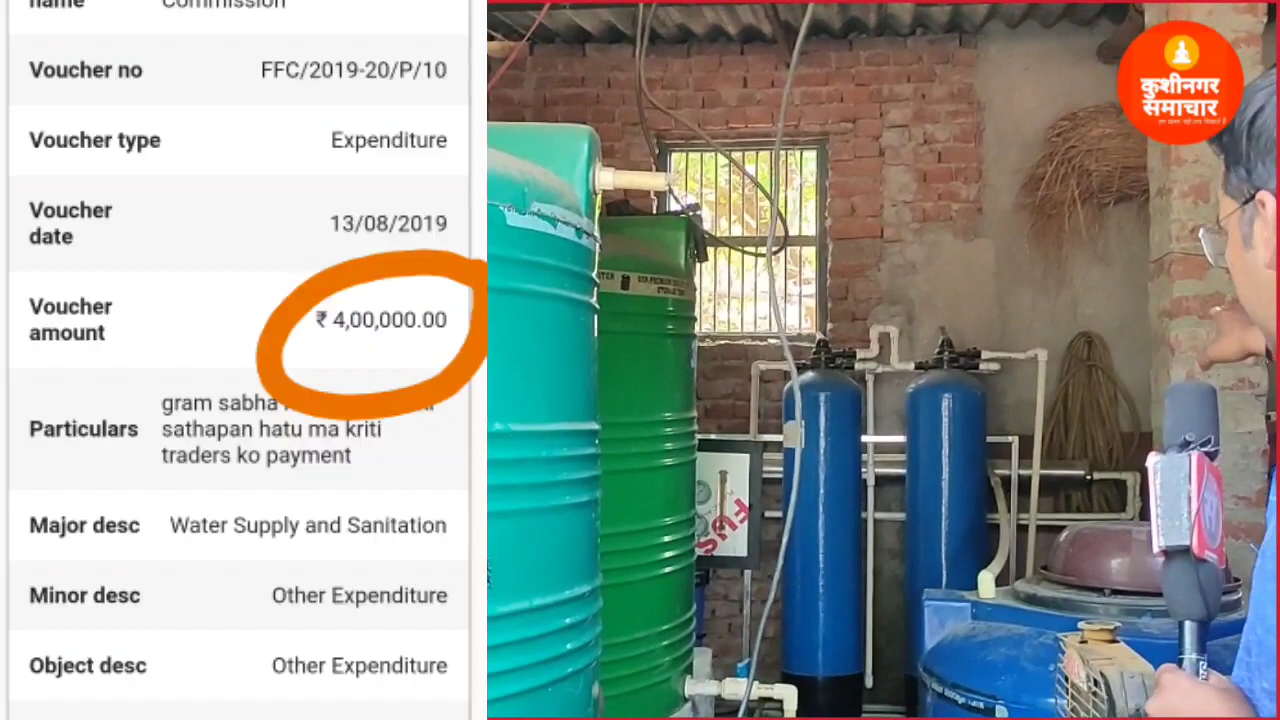 name Commission
Voucher no FFC/2019-20/P/10
Voucher type Expenditure
Voucher date 13/08/2019
Voucher amount ₹ 4,00,000.00
Particulars gram sabha
sathapan hatu ma kriti
traders ko payment
Major desc Water Supply and Sanitation
Minor desc Other Expenditure
Object desc Other Expenditure
कुशीनगर
समाचार
FUS